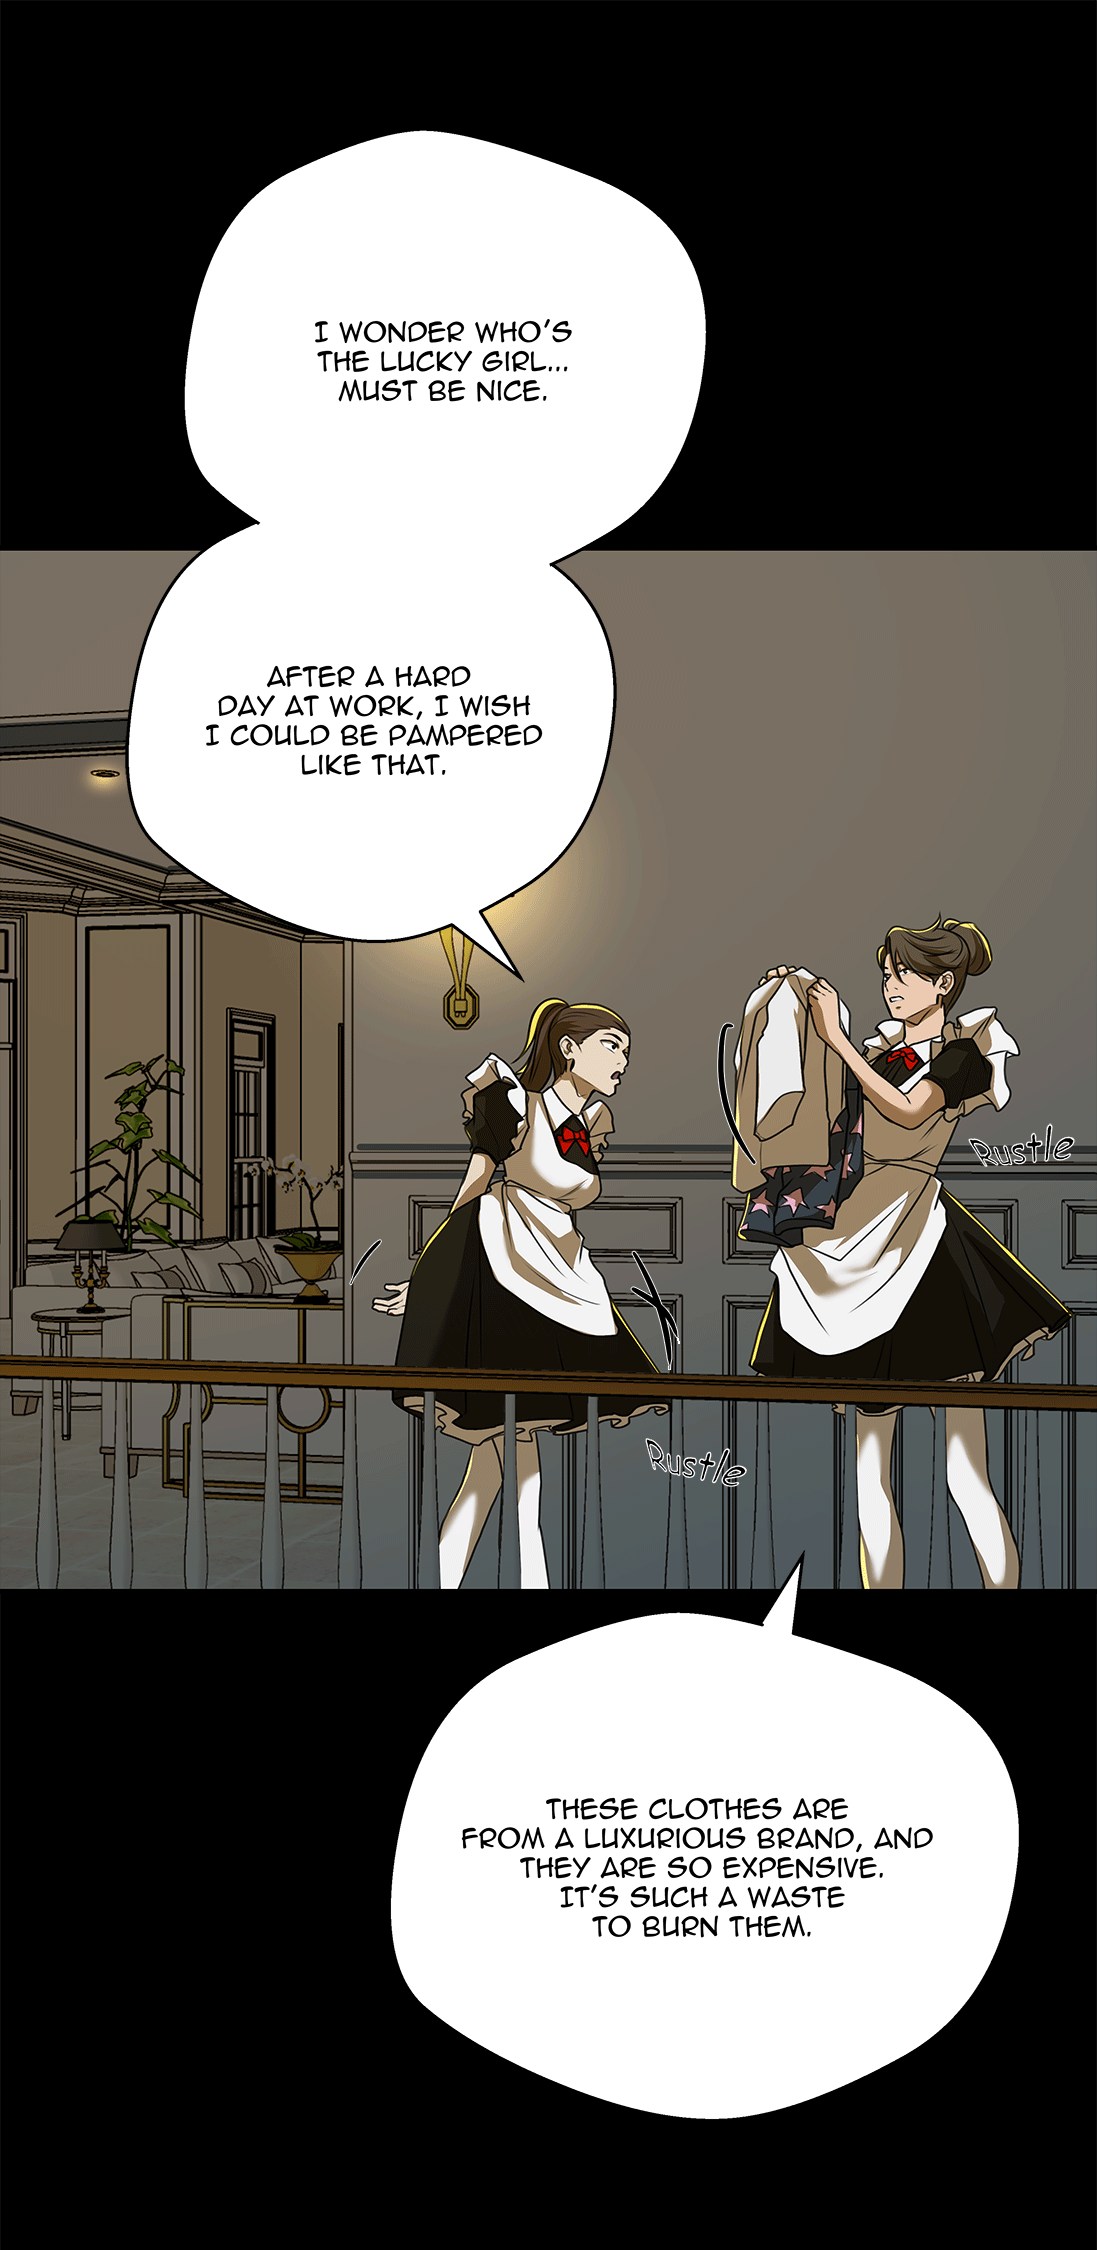 I WONDER WHO'S
THE LUCKY GIRL...
MUST BE NICE.
AFTER A HARD
DAY AT WORK, I WISH
I COULD BE PAMPERED
LIKE THAT.
Rustle
Rustle
THESE CLOTHES ARE
FROM A LUXURIOUS BRAND, AND
THEY ARE SO EXPENSIVE.
IT'S SUCH A WASTE
TO BURN THEM.